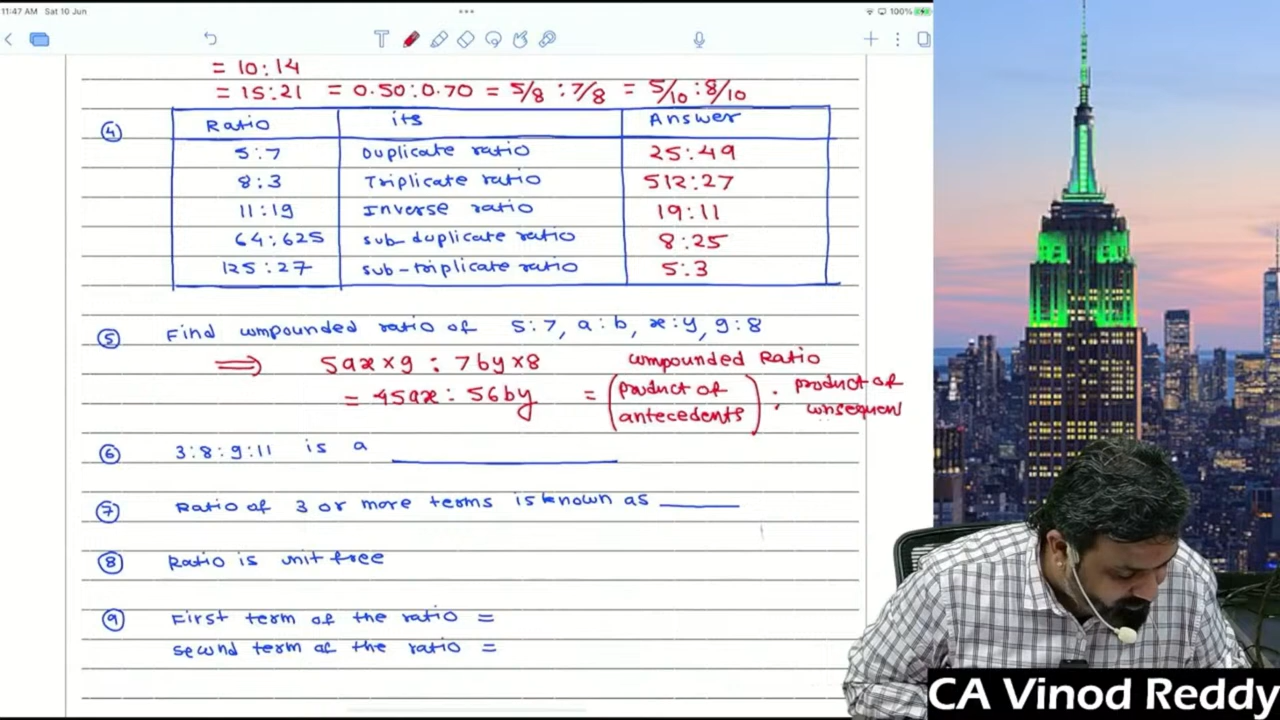 11:47 AM Sat 10 Jun
100%
= 10:14
= 15:21 = 0.50:0.70 = 5/8 : 7/8 = 5/10 : 8/10
④ Ratio its Answer
5:7 Duplicate ratio 25:49
8:3 Triplicate ratio 512:27
11:19 Inverse ratio 19:11
64:625 sub-duplicate ratio 8:25
125:27 sub-triplicate ratio 5:3
⑤ Find compounded ratio of 5:7, a:b, x:y, 9:8
⟹ 5ax×9 : 7by×8 compounded Ratio
= 45ax : 56by = (product of antecedents) : product of consequen
⑥ 3:8:9:11 is a ________
⑦ Ratio of 3 or more terms is known as ______
⑧ Ratio is unit free
⑨ First term of the ratio =
second term of the ratio =
CA Vinod Reddy